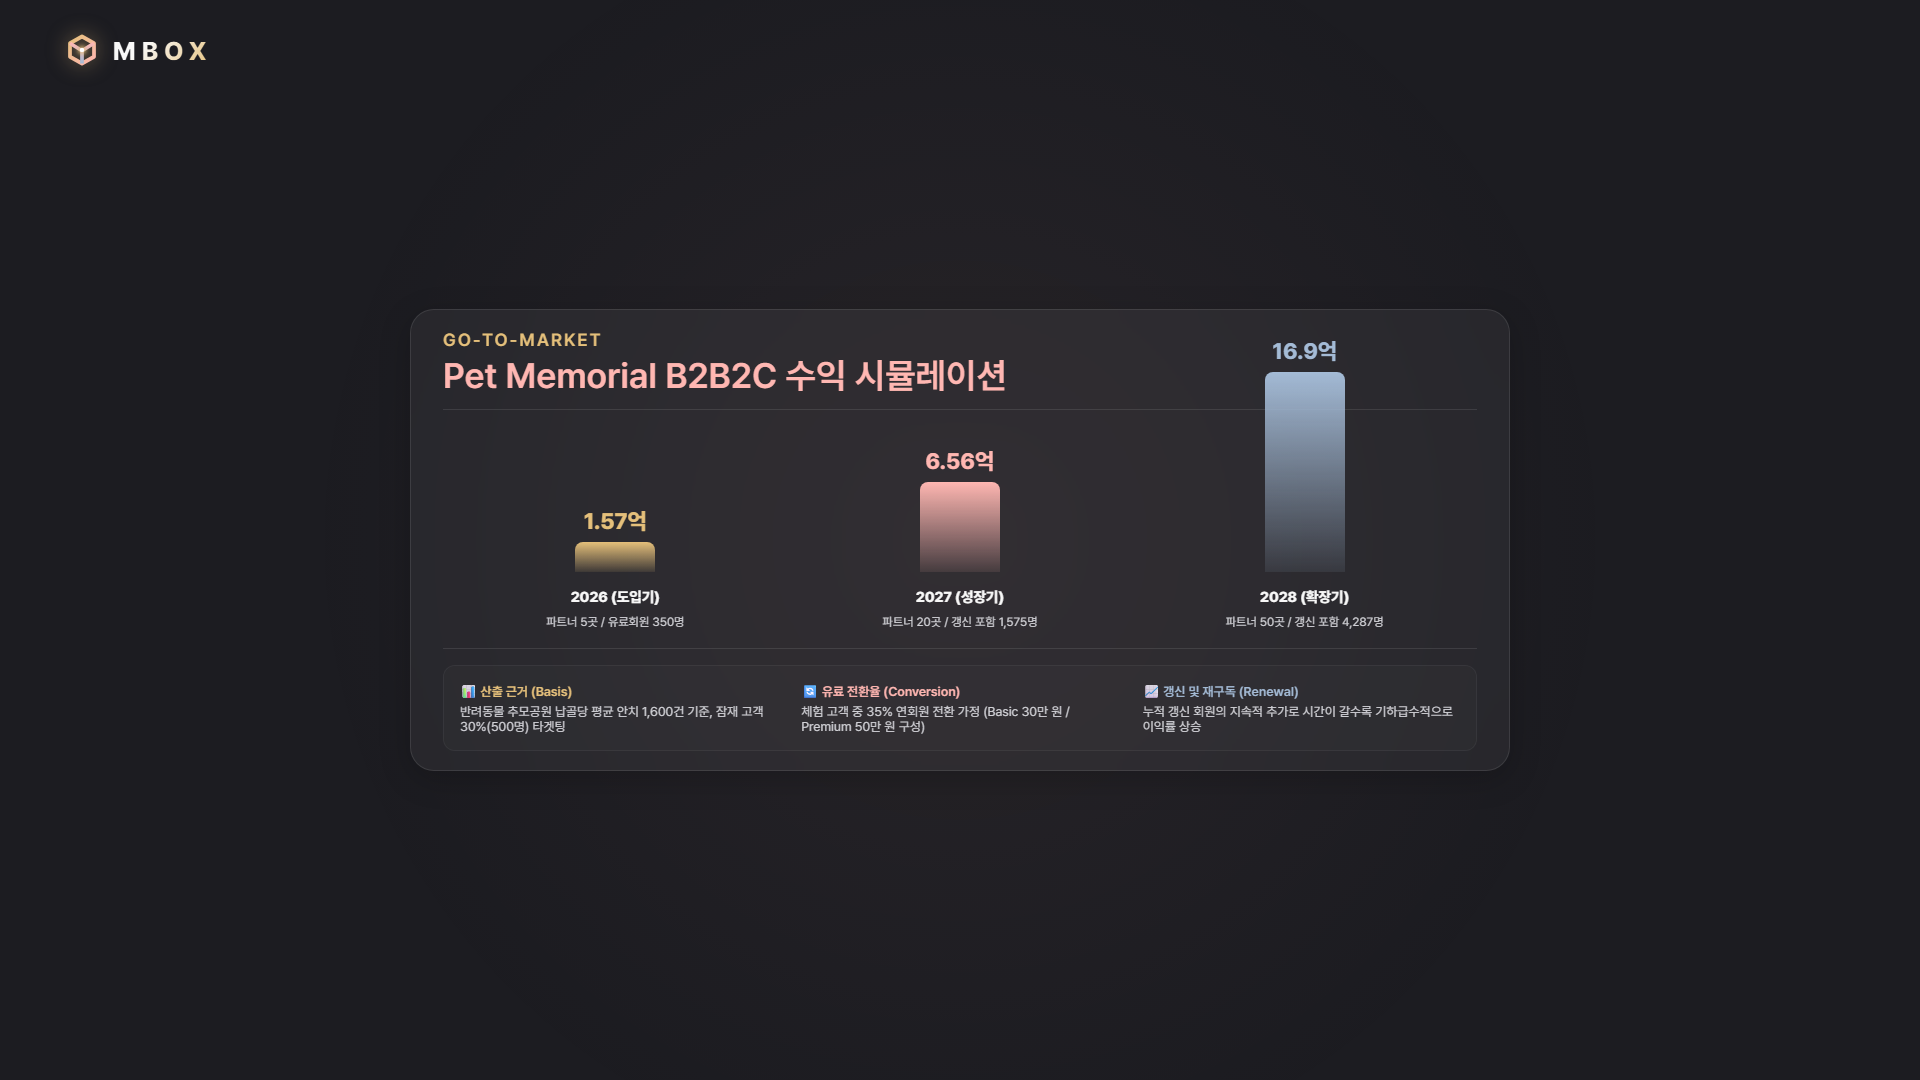 MBOX
GO-TO-MARKET
Pet Memorial B2B2C 수익 시뮬레이션
1.57억
2026 (도입기)
파트너 5곳 / 유료회원 350명
6.56억
2027 (성장기)
파트너 20곳 / 갱신 포함 1,575명
16.9억
2028 (확장기)
파트너 50곳 / 갱신 포함 4,287명
📊 산출 근거 (Basis)
반려동물 추모공원 납골당 평균 안치 1,600건 기준, 잠재 고객
30%(500명) 타겟팅
🔄 유료 전환율 (Conversion)
체험 고객 중 35% 연회원 전환 가정 (Basic 30만 원 /
Premium 50만 원 구성)
📈 갱신 및 재구독 (Renewal)
누적 갱신 회원의 지속적 추가로 시간이 갈수록 기하급수적으로
이익률 상승